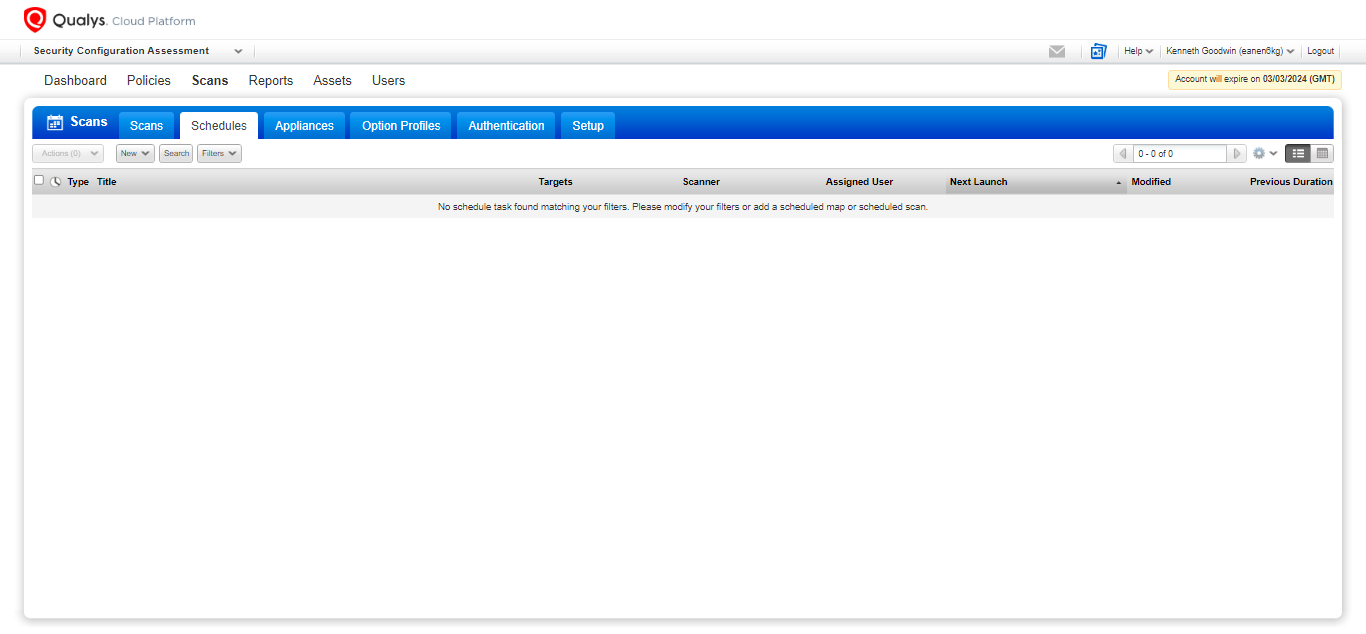 Qualys. Cloud Platform
Security Configuration Assessment
Help
Kenneth Goodwin (eanen6kg)
Logout
Dashboard Policies Scans Reports Assets Users
Account will expire on 03/03/2024 (GMT)
Scans
Scans Schedules Appliances Option Profiles Authentication Setup
Actions (0) New Search Filters
0 - 0 of 0
Type Title Targets Scanner Assigned User Next Launch Modified Previous Duration
No schedule task found matching your filters. Please modify your filters or add a scheduled map or scheduled scan.